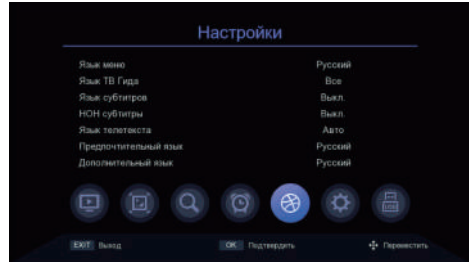 Настройки
Язык меню Русский
Язык ТВ Гида Все
Язык субтитров Выкл.
НОН субтитры Выкл.
Язык телетекста Авто
Предпочтительный язык Русский
Дополнительный язык Русский
USB
EXIT Выход OK Подтвердить Переместить